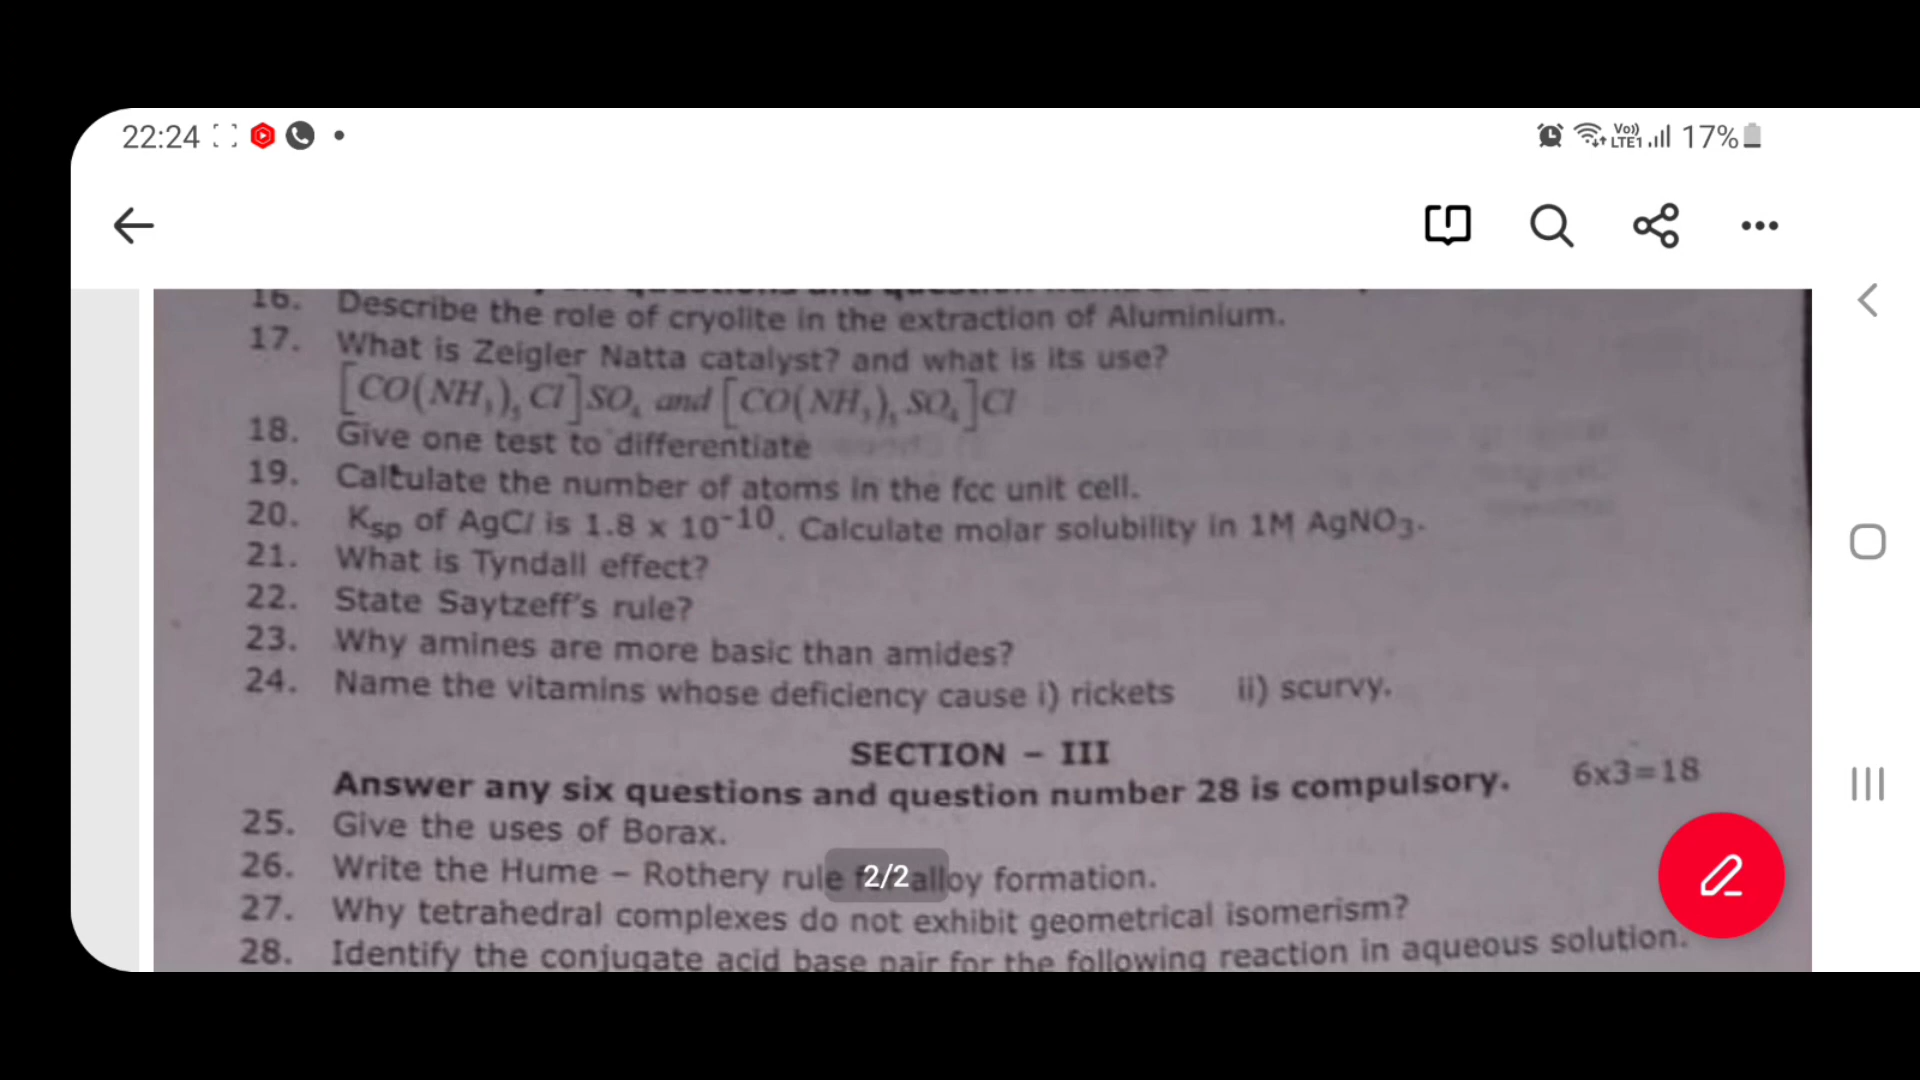 22:24
Vo)) LTE1 17%
16. Describe the role of cryolite in the extraction of Aluminium.
17. What is Zeigler Natta catalyst? and what is its use?
[CO(NH₃)₅ Cl]SO₄ and [CO(NH₃)₅ SO₄]Cl
18. Give one test to differentiate
19. Caltulate the number of atoms in the fcc unit cell.
20. Ksp of AgCl is 1.8 x 10⁻¹⁰. Calculate molar solubility in 1M AgNO₃.
21. What is Tyndall effect?
22. State Saytzeff's rule?
23. Why amines are more basic than amides?
24. Name the vitamins whose deficiency cause i) rickets ii) scurvy.
SECTION – III
Answer any six questions and question number 28 is compulsory. 6x3=18
25. Give the uses of Borax.
26. Write the Hume – Rothery rule alloy formation.
2/2
27. Why tetrahedral complexes do not exhibit geometrical isomerism?
28. Identify the conjugate acid base pair for the following reaction in aqueous solution.